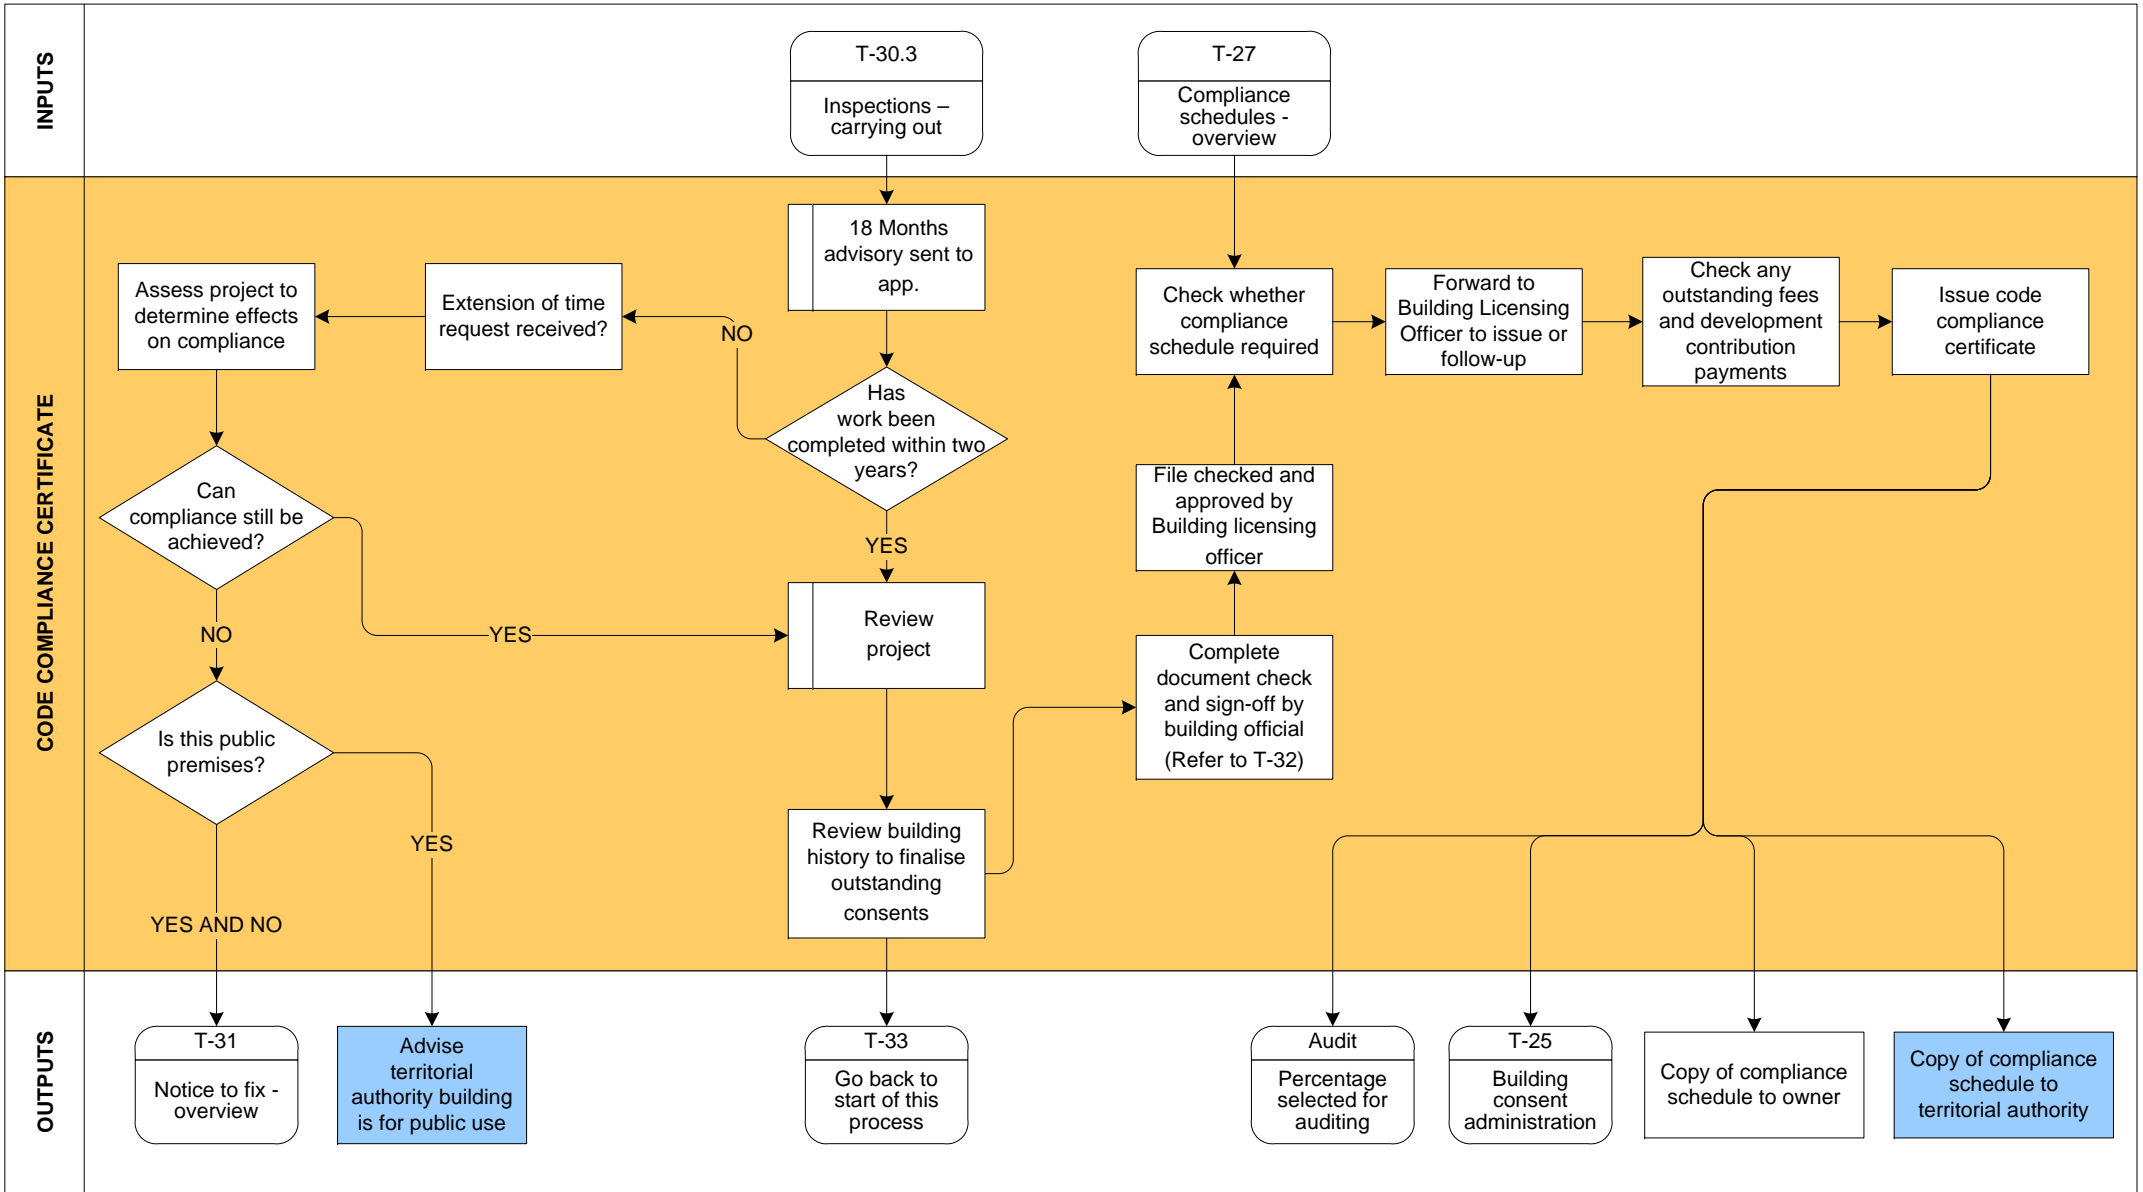 INPUTS
T-30.3
Inspections –
carrying out
T-27
Compliance
schedules -
overview
CODE COMPLIANCE CERTIFICATE
18 Months
advisory sent to
app.
Assess project to
determine effects
on compliance
Extension of time
request received?
NO
Has
work been
completed within two
years?
YES
Can
compliance still be
achieved?
YES
NO
Is this public
premises?
YES
YES AND NO
Review
project
Review building
history to finalise
outstanding
consents
Complete
document check
and sign-off by
building official
(Refer to T-32)
File checked and
approved by
Building licensing
officer
Check whether
compliance
schedule required
Forward to
Building Licensing
Officer to issue or
follow-up
Check any
outstanding fees
and development
contribution
payments
Issue code
compliance
certificate
OUTPUTS
T-31
Notice to fix -
overview
Advise
territorial
authority building
is for public use
T-33
Go back to
start of this
process
Audit
Percentage
selected for
auditing
T-25
Building
consent
administration
Copy of compliance
schedule to owner
Copy of compliance
schedule to
territorial authority